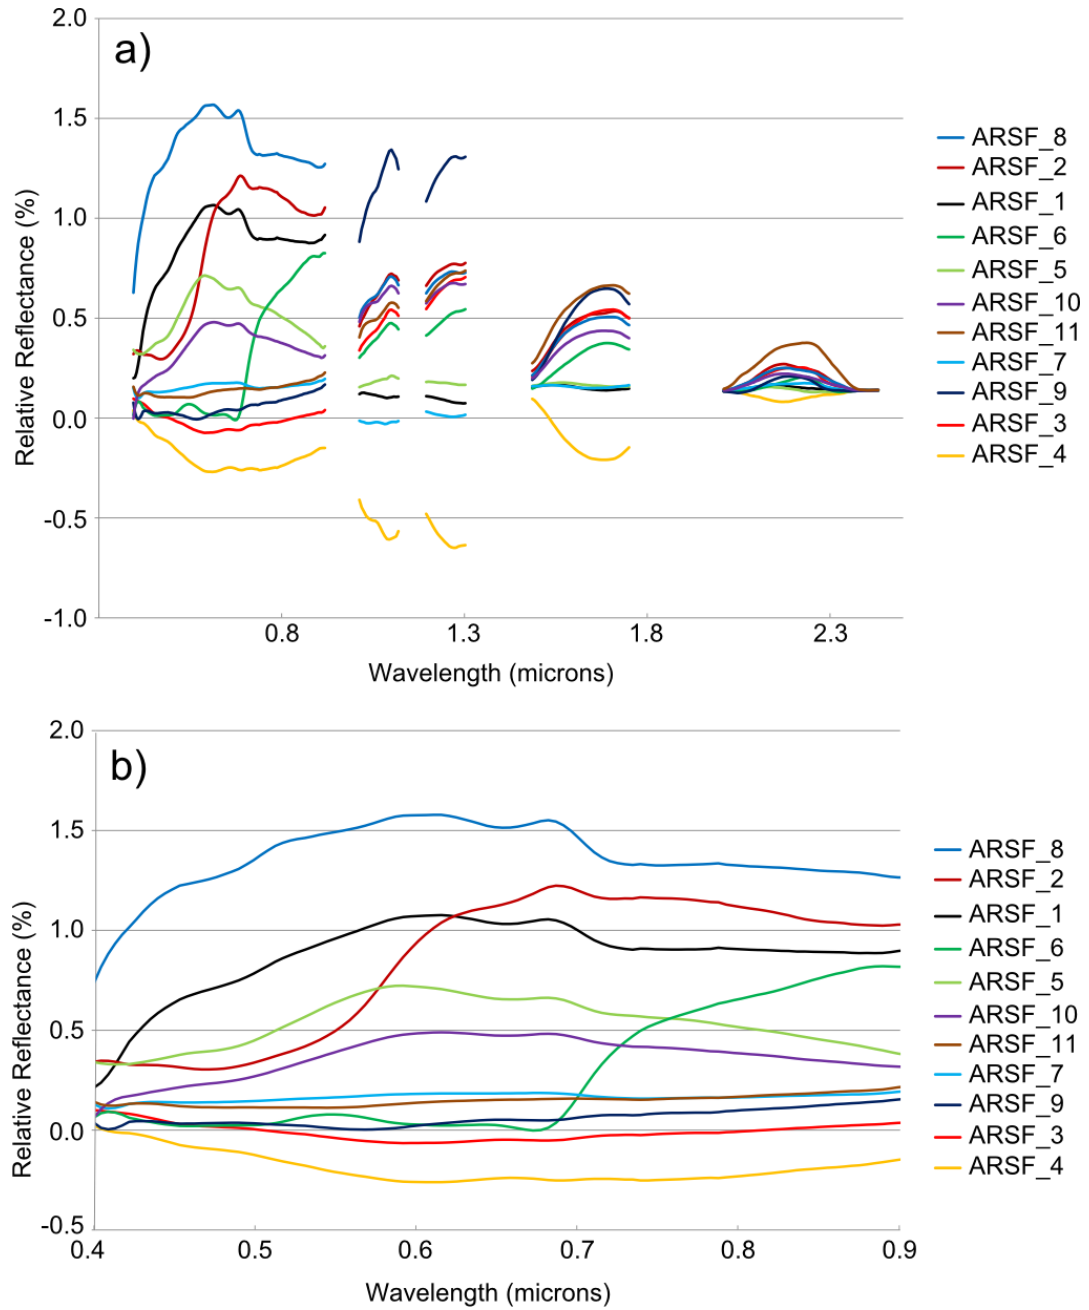 a)
2.0
1.5
1.0
0.5
0.0
-0.5
-1.0
Relative Reflectance (%)
0.8 1.3 1.8 2.3
Wavelength (microns)
ARSF_8
ARSF_2
ARSF_1
ARSF_6
ARSF_5
ARSF_10
ARSF_11
ARSF_7
ARSF_9
ARSF_3
ARSF_4
b)
2.0
1.5
1.0
0.5
0.0
-0.5
Relative Reflectance (%)
0.4 0.5 0.6 0.7 0.8 0.9
Wavelength (microns)
ARSF_8
ARSF_2
ARSF_1
ARSF_6
ARSF_5
ARSF_10
ARSF_11
ARSF_7
ARSF_9
ARSF_3
ARSF_4